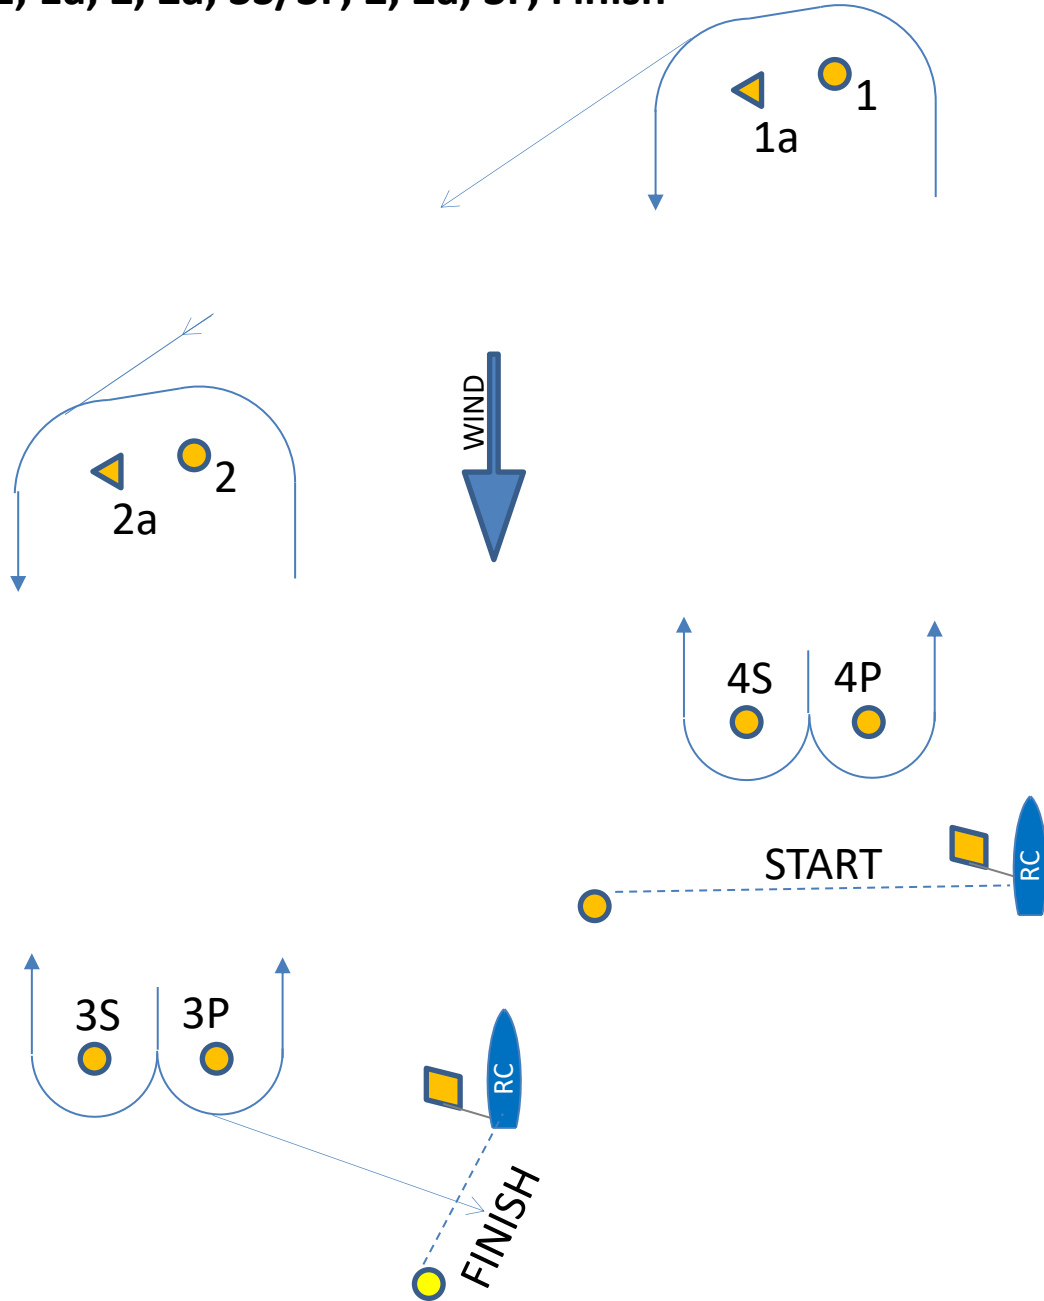 1a, 2, 2a, 3S/3P, 2, 2a, 3P, Finish
1
1a
WIND
2
2a
4S 4P
START
RC
3S 3P
RC
FINISH